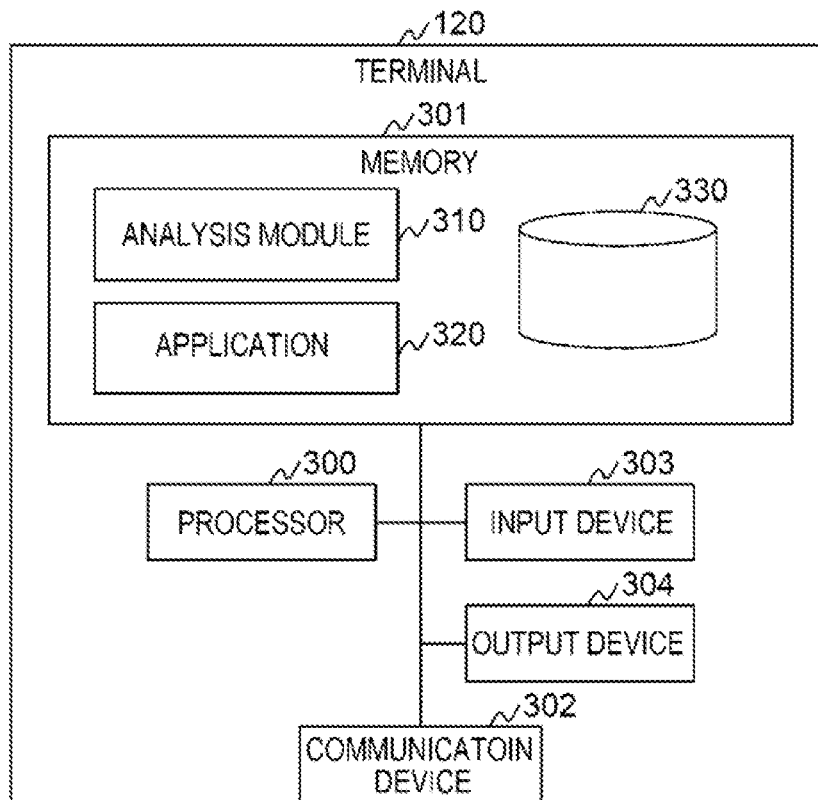 120
TERMINAL
301
MEMORY
330
ANALYSIS MODULE
310
APPLICATION
320
300
303
PROCESSOR
INPUT DEVICE
304
OUTPUT DEVICE
302
COMMUNICATOIN
DEVICE